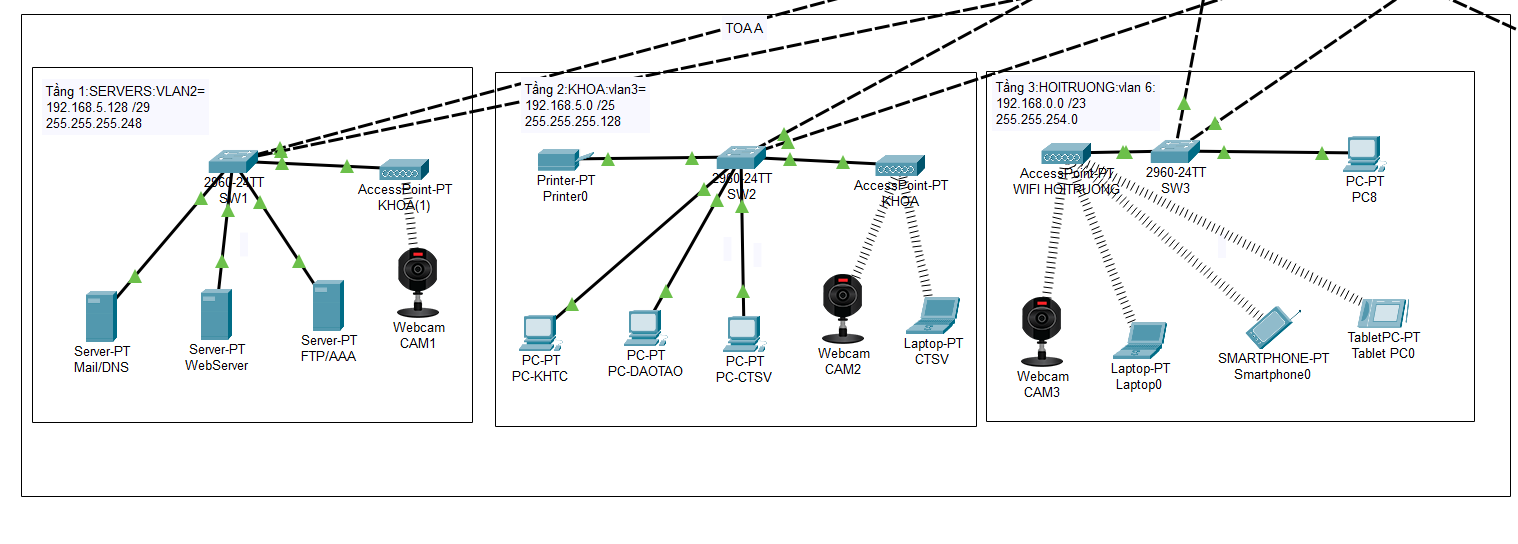 TOA A
Tầng 1:SERVERS:VLAN2=
192.168.5.128 /29
255.255.255.248
2960-24TT
SW1
AccessPoint-PT
KHOA(1)
Server-PT
Mail/DNS
Server-PT
WebServer
Server-PT
FTP/AAA
Webcam
CAM1
Tầng 2:KHOA:vlan3=
192.168.5.0 /25
255.255.255.128
Printer-PT
Printer0
2960-24TT
SW2
AccessPoint-PT
KHOA
PC-PT
PC-KHTC
PC-PT
PC-DAOTAO
PC-PT
PC-CTSV
Webcam
CAM2
Laptop-PT
CTSV
Tầng 3:HOITRUONG:vlan 6:
192.168.0.0 /23
255.255.254.0
AccessPoint-PT
WIFI HOITRUONG
2960-24TT
SW3
PC-PT
PC8
Webcam
CAM3
Laptop-PT
Laptop0
SMARTPHONE-PT
Smartphone0
TabletPC-PT
Tablet PC0